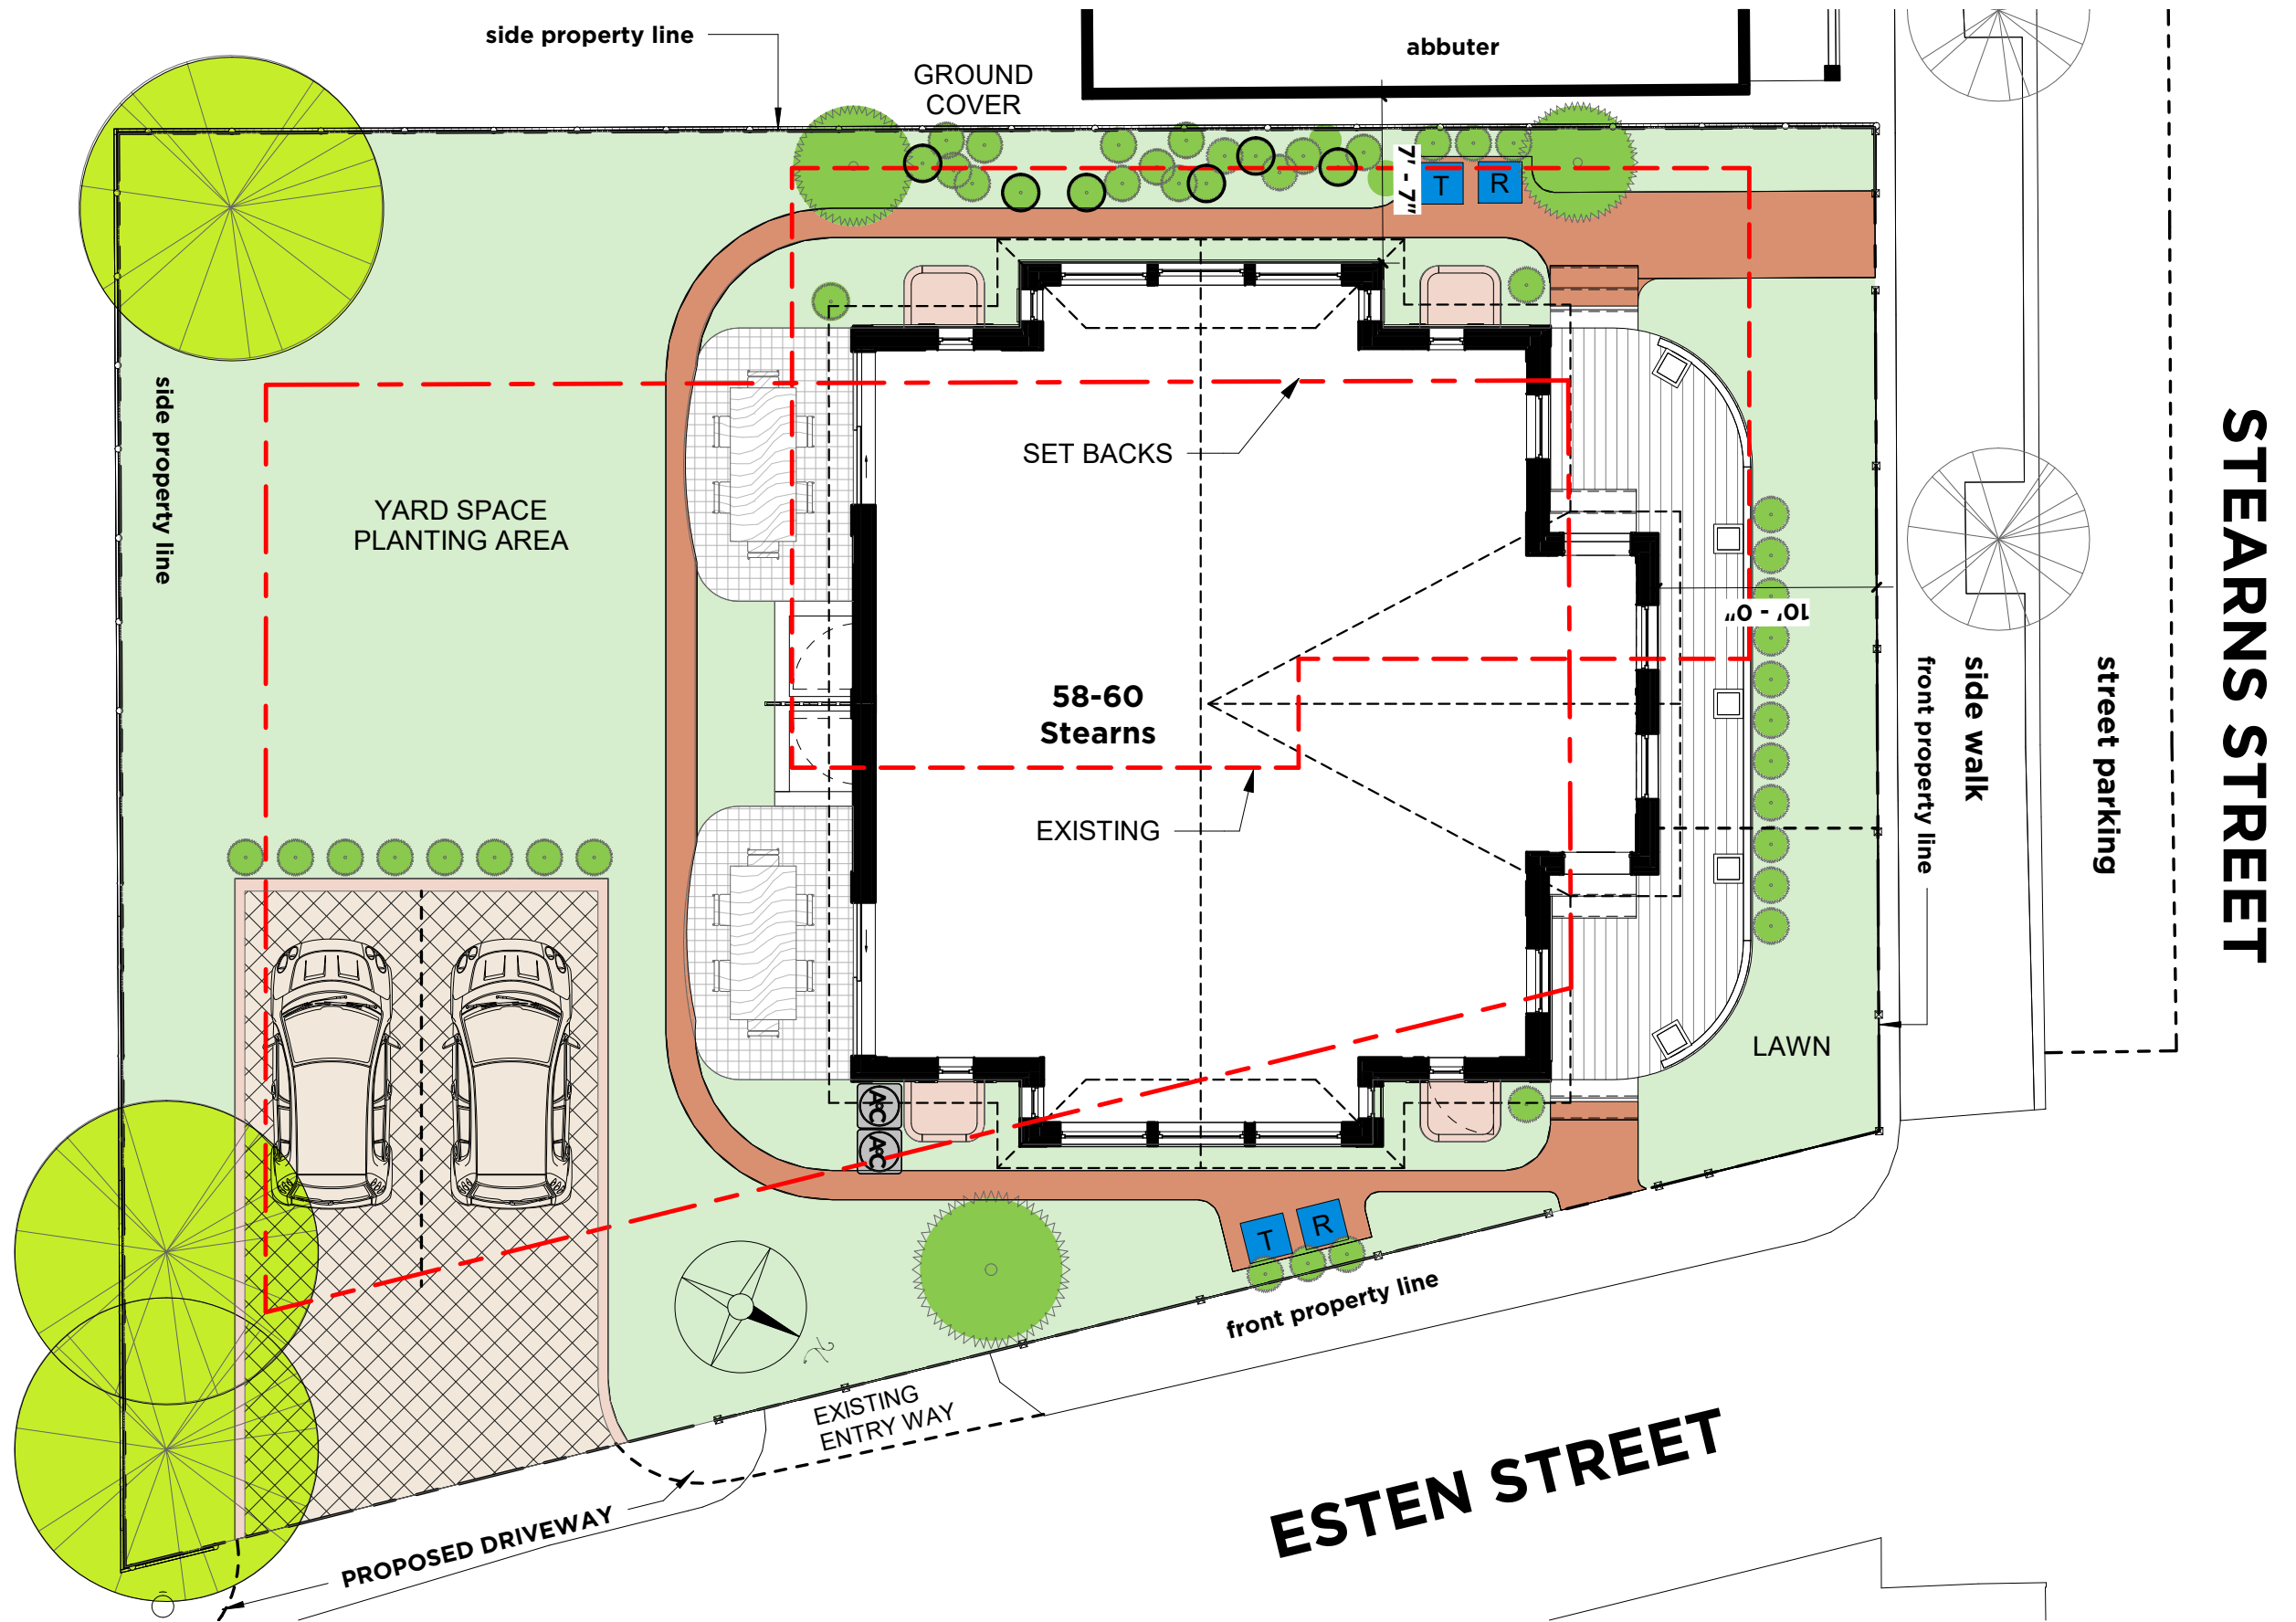 side property line
abbuter
GROUND
COVER
7' - 7"
T
R
side property line
SET BACKS
YARD SPACE
PLANTING AREA
STEARNS STREET
10' - 0"
58-60
Stearns
front property line
side walk
street parking
EXISTING
LAWN
A/C
A/C
T
R
N
front property line
EXISTING
ENTRY WAY
ESTEN STREET
PROPOSED DRIVEWAY